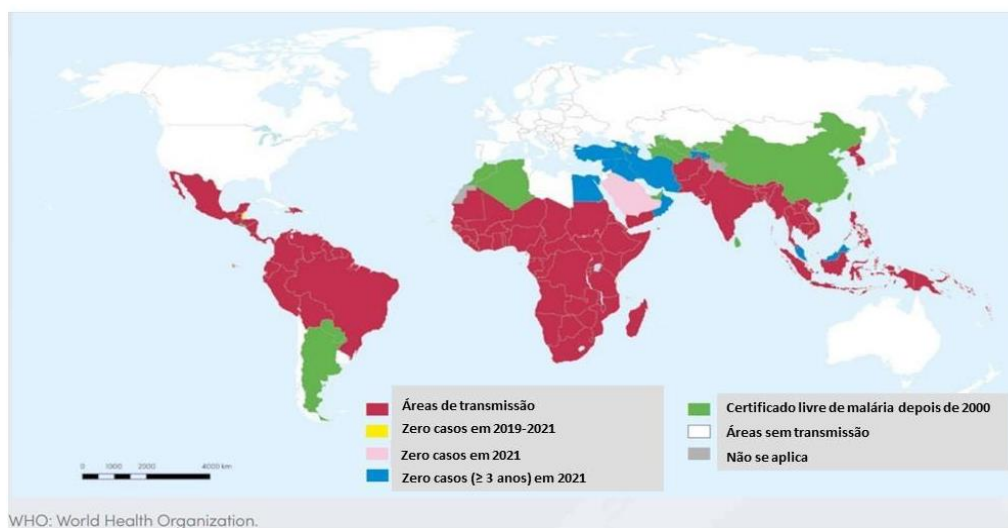 Áreas de transmissão
Zero casos em 2019-2021
Zero casos em 2021
Zero casos (≥ 3 anos) em 2021
Certificado livre de malária depois de 2000
Áreas sem transmissão
Não se aplica
0 1000 2000 4000 km
WHO: World Health Organization.